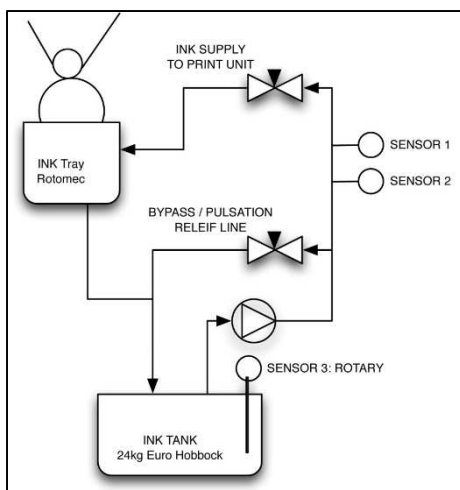 INK SUPPLY
TO PRINT UNIT
SENSOR 1
INK Tray
Rotomec
SENSOR 2
BYPASS / PULSATION
RELEIF LINE
SENSOR 3: ROTARY
INK TANK
24kg Euro Hobbock